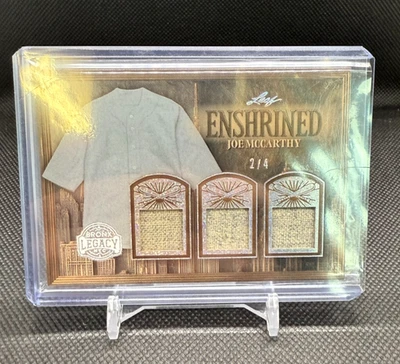 Leaf
ENSHRINED
JOE MCCARTHY
2/4
BRONX
LEGACY